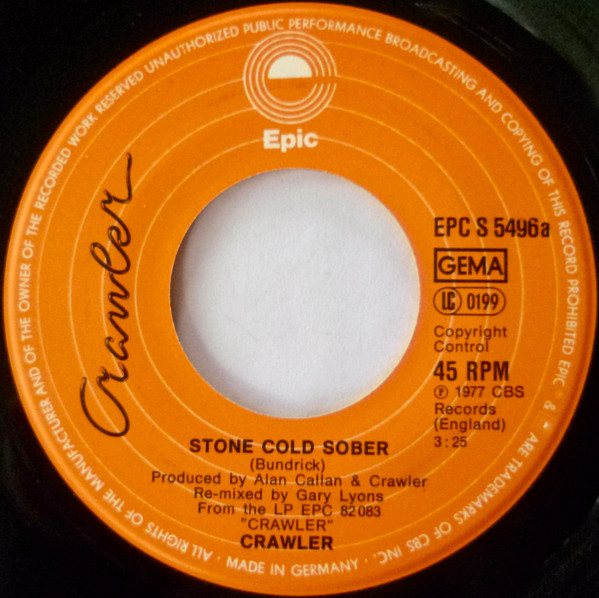 ALL RIGHTS OF THE MANUFACTURER AND OF THE OWNER OF THE RECORDED WORK RESERVED UNAUTHORIZED PUBLIC PERFORMANCE BROADCASTING AND COPYING OF THIS RECORD PROHIBITED EPIC & ARE TRADEMARKS OF CBS INC. · MADE IN GERMANY ·
Epic
Crawler
EPC S 5496a
GEMA
LC 0199
Copyright
Control
45 RPM
℗ 1977 CBS
Records
(England)
3:25
STONE COLD SOBER
(Bundrick)
Produced by Alan Callan & Crawler
Re-mixed by Gary Lyons
From the LP EPC 82083
"CRAWLER"
CRAWLER